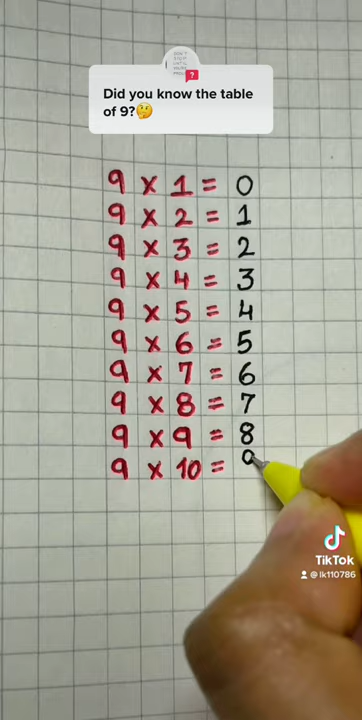 Did you know the table
of 9?🤔
9 x 1 = 0
9 x 2 = 1
9 x 3 = 2
9 x 4 = 3
9 x 5 = 4
9 x 6 = 5
9 x 7 = 6
9 x 8 = 7
9 x 9 = 8
9 x 10 =
TikTok
@lk110786